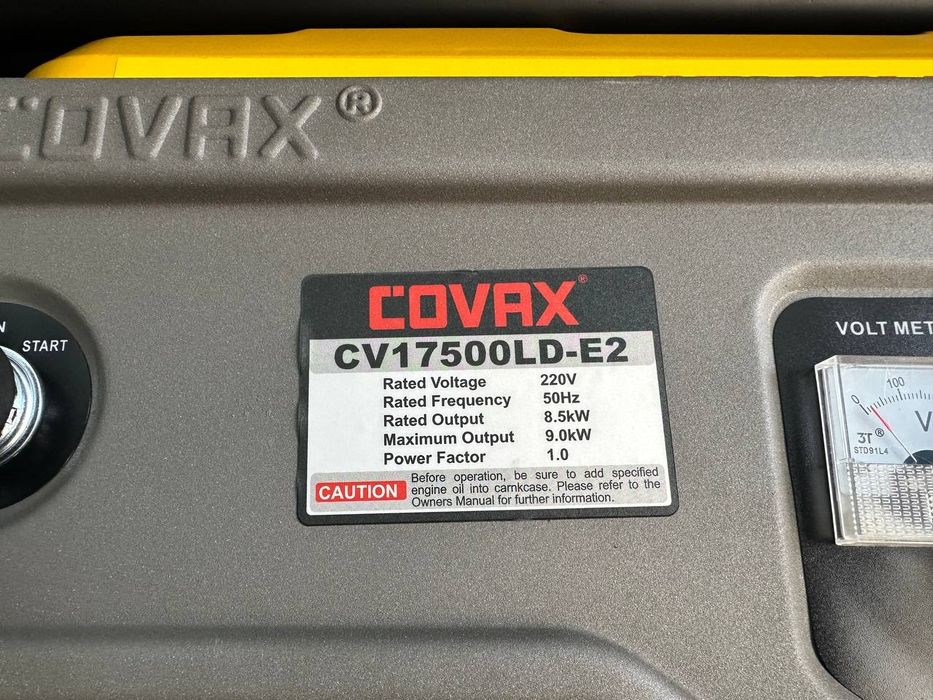 COVAX®
N
START
COVAX®
CV17500LD-E2
Rated Voltage 220V
Rated Frequency 50Hz
Rated Output 8.5kW
Maximum Output 9.0kW
Power Factor 1.0
CAUTION
Before operation, be sure to add specified
engine oil into carnkcase. Please refer to the
Owners Manual for further information.
VOLT MET
0 100
V
3T®
STD91L4